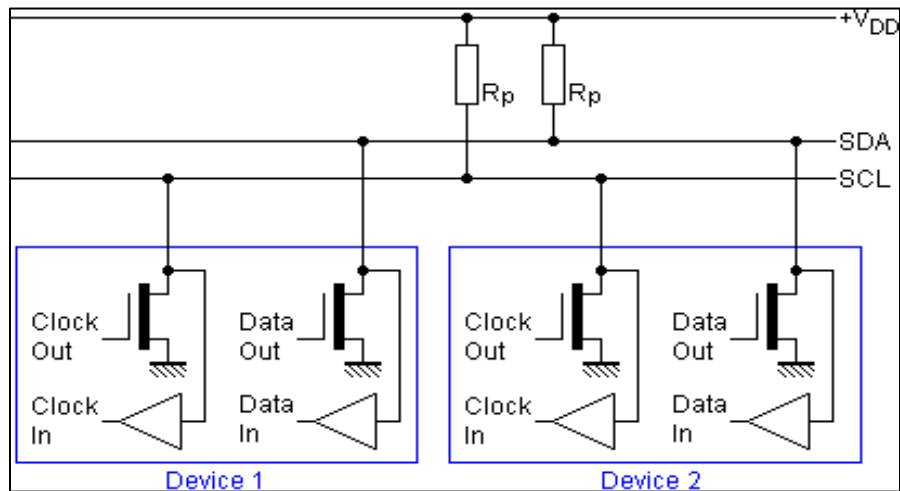 +VDD
Rp
Rp
SDA
SCL
Clock
Out
Data
Out
Clock
Out
Data
Out
Clock
In
Data
In
Clock
In
Data
In
Device 1
Device 2